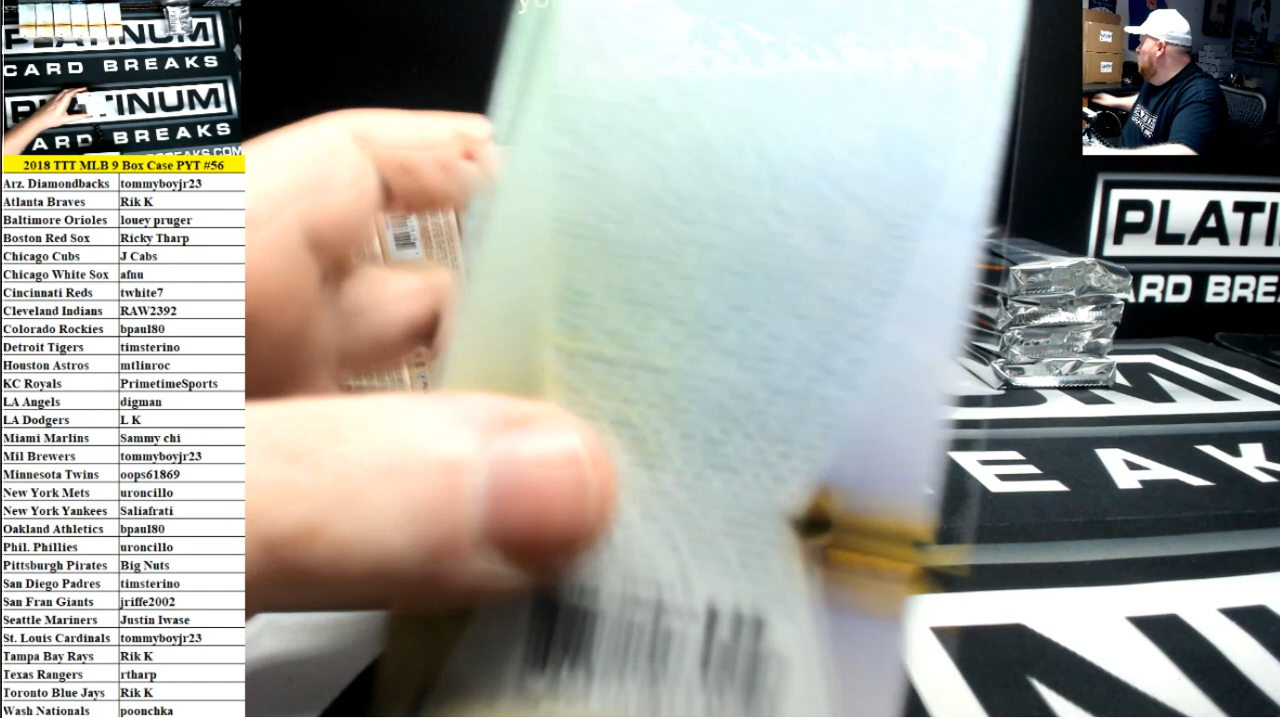 PLATINUM
CARD BREAKS
PLATINUM
ARD BREAKS
2018 TTT MLB 9 Box Case PYT #56
Arz. Diamondbacks tommyboyjr23
Atlanta Braves Rik K
Baltimore Orioles louey pruger
Boston Red Sox Ricky Tharp
Chicago Cubs J Cabs
Chicago White Sox afnu
Cincinnati Reds twhite7
Cleveland Indians RAW2392
Colorado Rockies bpaul80
Detroit Tigers timsterino
Houston Astros mtlinroc
KC Royals PrimetimeSports
LA Angels digman
LA Dodgers L K
Miami Marlins Sammy chi
Mil Brewers tommyboyjr23
Minnesota Twins oops61869
New York Mets uroncillo
New York Yankees Saliafrati
Oakland Athletics bpaul80
Phil. Phillies uroncillo
Pittsburgh Pirates Big Nuts
San Diego Padres timsterino
San Fran Giants jriffe2002
Seattle Mariners Justin Iwase
St. Louis Cardinals tommyboyjr23
Tampa Bay Rays Rik K
Texas Rangers rtharp
Toronto Blue Jays Rik K
Wash Nationals poonchka
PLATI
ARD BREA
EAK